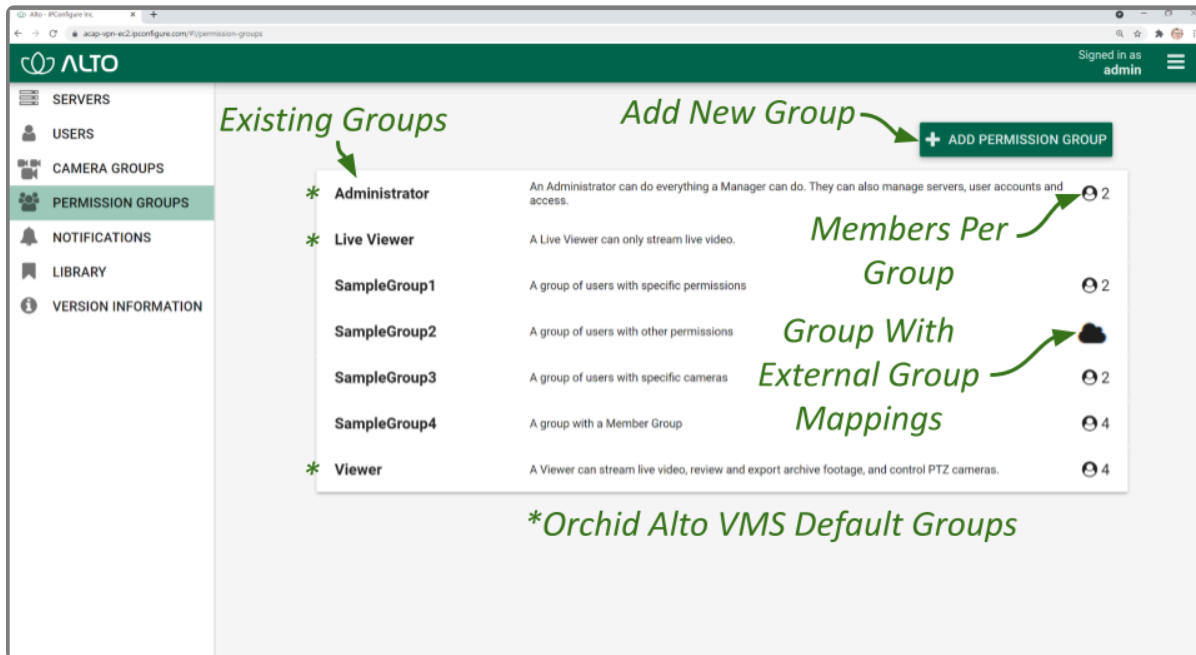 Alto - IPConfigure Inc.
acap-vpn-ec2.ipconfigure.com/#!/permission-groups
ALTO
Signed in as
admin
SERVERS
USERS
CAMERA GROUPS
PERMISSION GROUPS
NOTIFICATIONS
LIBRARY
VERSION INFORMATION
Existing Groups
Add New Group
+ ADD PERMISSION GROUP
* Administrator An Administrator can do everything a Manager can do. They can also manage servers, user accounts and
access. 2
* Live Viewer A Live Viewer can only stream live video.
Members Per
Group
SampleGroup1 A group of users with specific permissions 2
SampleGroup2 A group of users with other permissions
Group With
External Group
Mappings
SampleGroup3 A group of users with specific cameras 2
SampleGroup4 A group with a Member Group 4
* Viewer A Viewer can stream live video, review and export archive footage, and control PTZ cameras. 4
*Orchid Alto VMS Default Groups